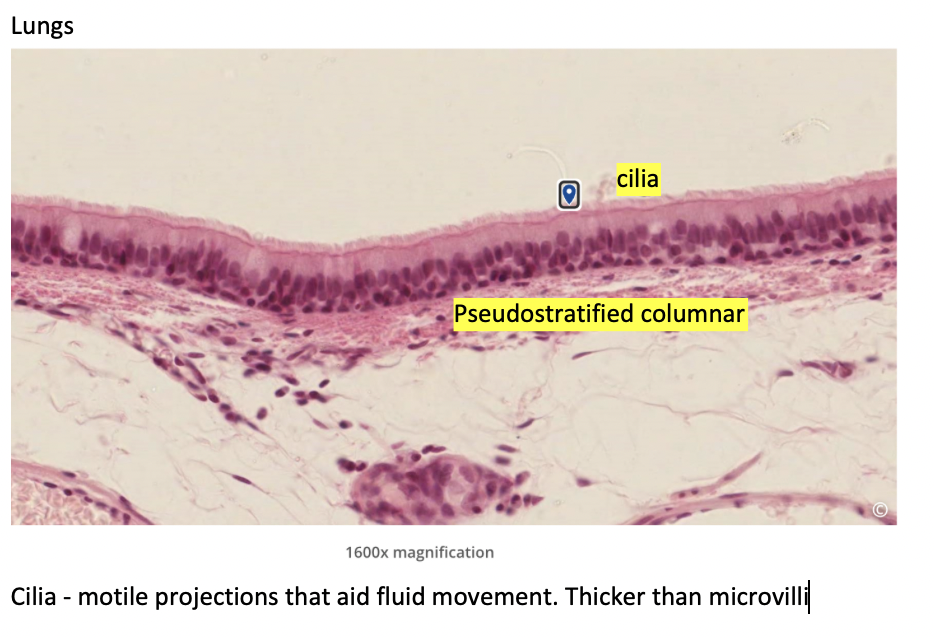 Lungs
cilia
Pseudostratified columnar
©
1600x magnification
Cilia - motile projections that aid fluid movement. Thicker than microvilli